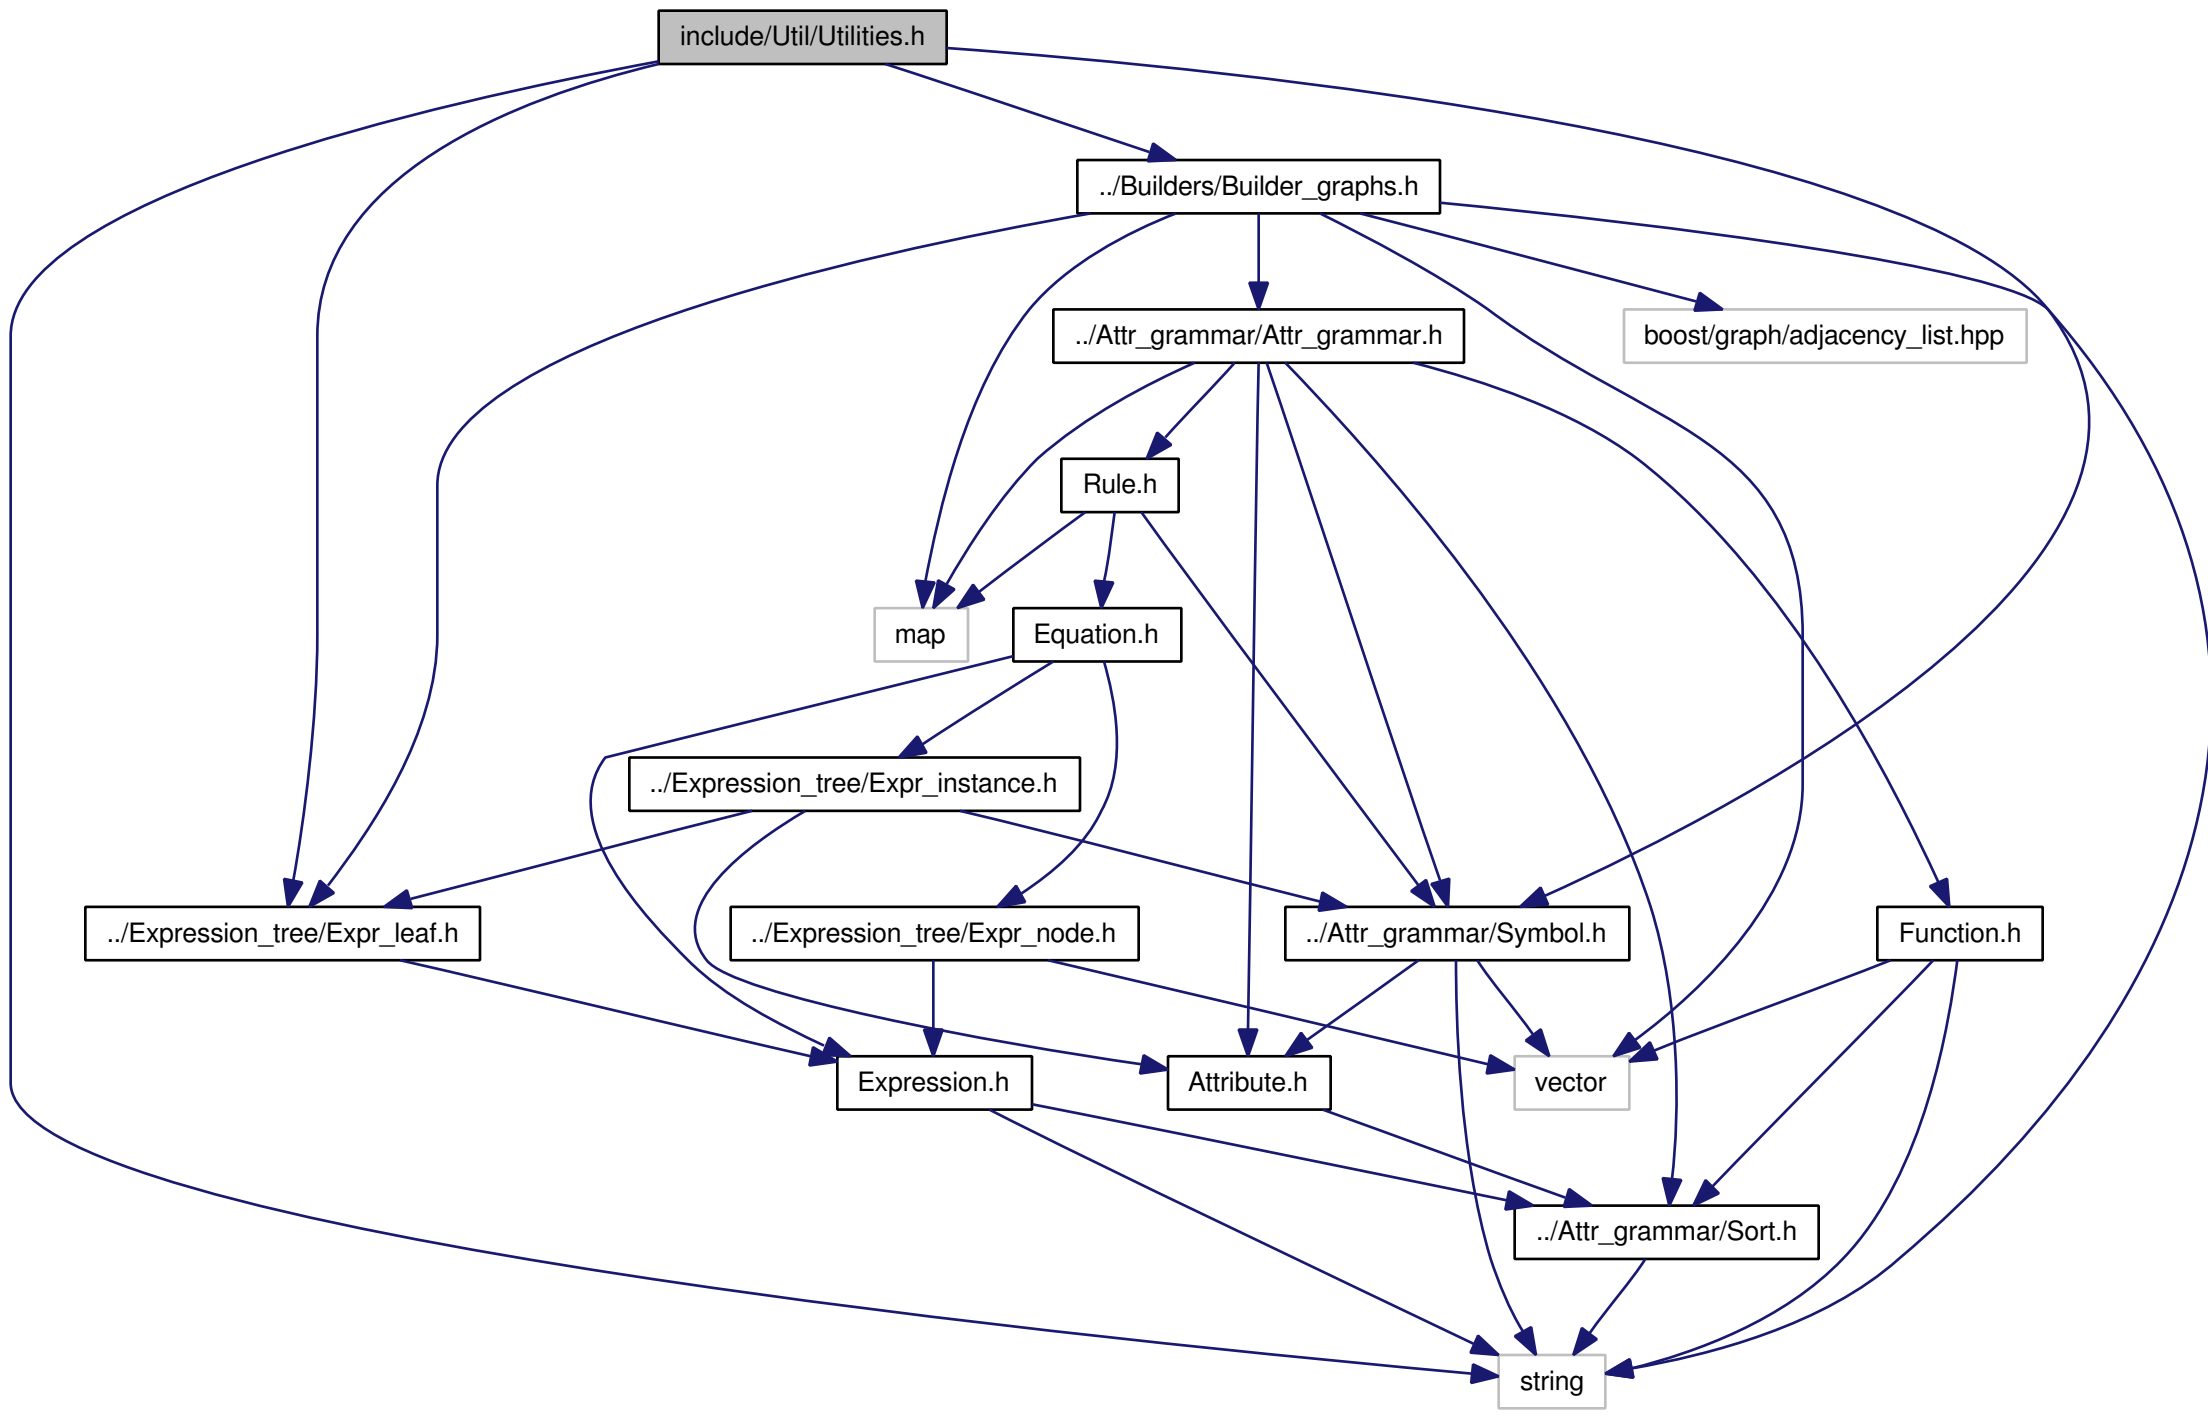 include/Util/Utilities.h
../Builders/Builder_graphs.h
../Attr_grammar/Attr_grammar.h
boost/graph/adjacency_list.hpp
Rule.h
map
Equation.h
../Expression_tree/Expr_instance.h
../Expression_tree/Expr_leaf.h
../Expression_tree/Expr_node.h
../Attr_grammar/Symbol.h
Function.h
Expression.h
Attribute.h
vector
../Attr_grammar/Sort.h
string